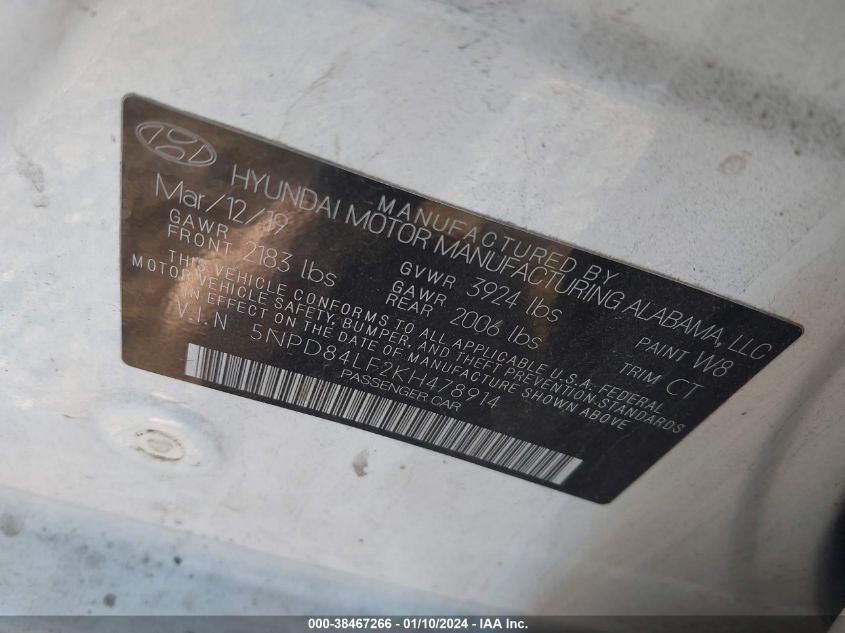 MANUFACTURED BY
HYUNDAI MOTOR MANUFACTURING ALABAMA, LLC
Mar/12/19 GVWR 3924 lbs PAINT W8
GAWR FRONT 2183 lbs GAWR REAR 2006 lbs TRIM CT
THIS VEHICLE CONFORMS TO ALL APPLICABLE U.S.A. FEDERAL
MOTOR VEHICLE SAFETY, BUMPER, AND THEFT PREVENTION STANDARDS
IN EFFECT ON THE DATE OF MANUFACTURE SHOWN ABOVE
V.I.N 5NPD84LF2KH478914
PASSENGER CAR
000-38467266 - 01/10/2024 - IAA Inc.